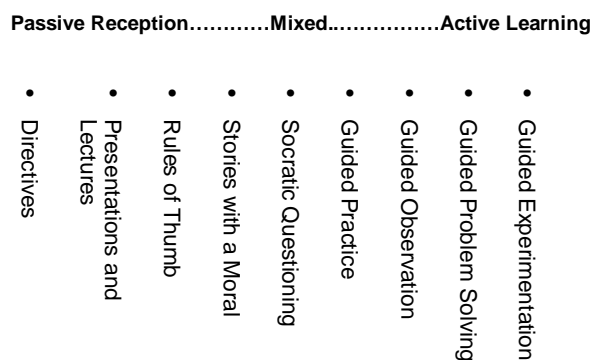 Passive Reception…………Mixed..……………Active Learning
• Directives
• Presentations and
Lectures
• Rules of Thumb
• Stories with a Moral
• Socratic Questioning
• Guided Practice
• Guided Observation
• Guided Problem Solving
• Guided Experimentation